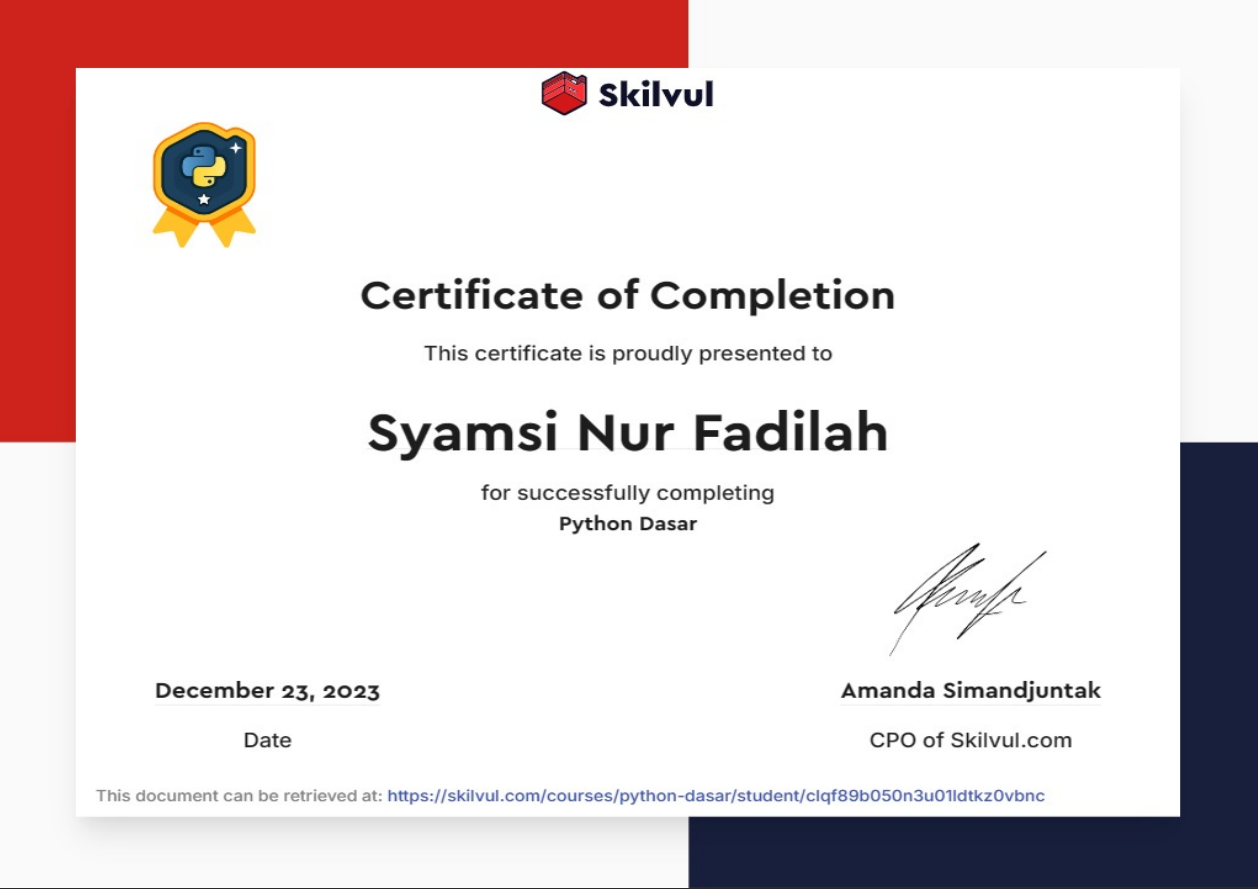 Skilvul
Certificate of Completion
This certificate is proudly presented to
Syamsi Nur Fadilah
for successfully completing
Python Dasar
December 23, 2023
Date
Amanda Simandjuntak
CPO of Skilvul.com
This document can be retrieved at: https://skilvul.com/courses/python-dasar/student/clqf89b050n3u01ldtkz0vbnc